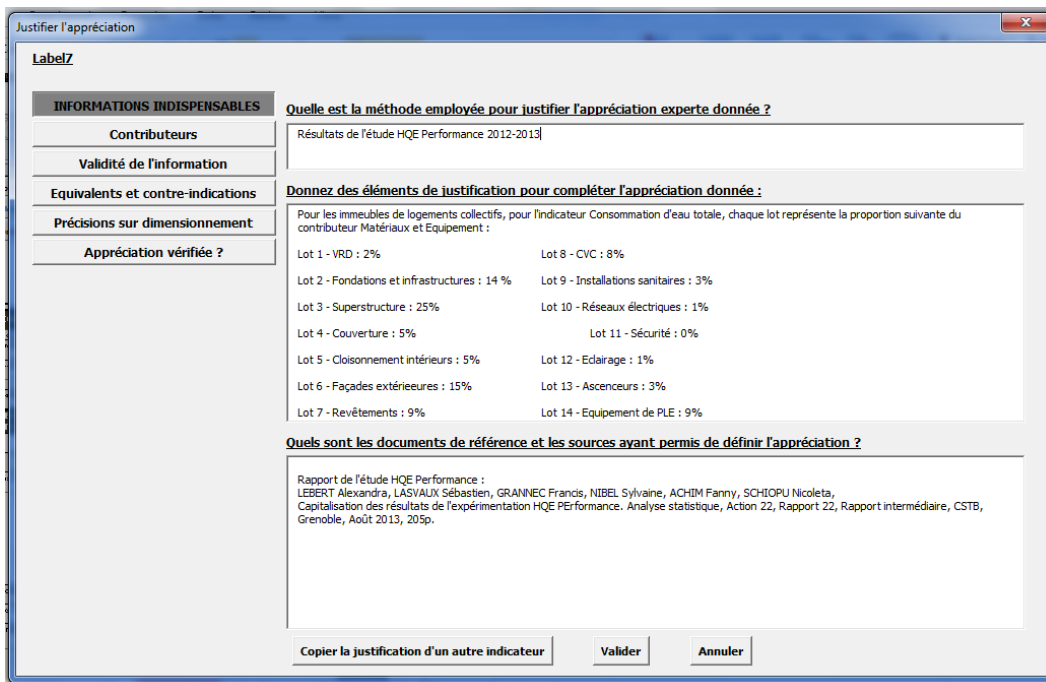 Justifier l'appréciation
Label7
INFORMATIONS INDISPENSABLES
Contributeurs
Validité de l'information
Equivalents et contre-indications
Précisions sur dimensionnement
Appréciation vérifiée ?
Quelle est la méthode employée pour justifier l'appréciation experte donnée ?
Résultats de l'étude HQE Performance 2012-2013
Donnez des éléments de justification pour compléter l'appréciation donnée :
Pour les immeubles de logements collectifs, pour l'indicateur Consommation d'eau totale, chaque lot représente la proportion suivante du
contributeur Matériaux et Equipement :
Lot 1 - VRD : 2% Lot 8 - CVC : 8%
Lot 2 - Fondations et infrastructures : 14 % Lot 9 - Installations sanitaires : 3%
Lot 3 - Superstructure : 25% Lot 10 - Réseaux électriques : 1%
Lot 4 - Couverture : 5% Lot 11 - Sécurité : 0%
Lot 5 - Cloisonnement intérieurs : 5% Lot 12 - Eclairage : 1%
Lot 6 - Façades extérieeures : 15% Lot 13 - Ascenceurs : 3%
Lot 7 - Revêtements : 9% Lot 14 - Equipement de PLE : 9%
Quels sont les documents de référence et les sources ayant permis de définir l'appréciation ?
Rapport de l'étude HQE Performance :
LEBERT Alexandra, LASVAUX Sébastien, GRANNEC Francis, NIBEL Sylvaine, ACHIM Fanny, SCHIOPU Nicoleta,
Capitalisation des résultats de l'expérimentation HQE PErformance. Analyse statistique, Action 22, Rapport 22, Rapport intermédiaire, CSTB,
Grenoble, Août 2013, 205p.
Copier la justification d'un autre indicateur Valider Annuler